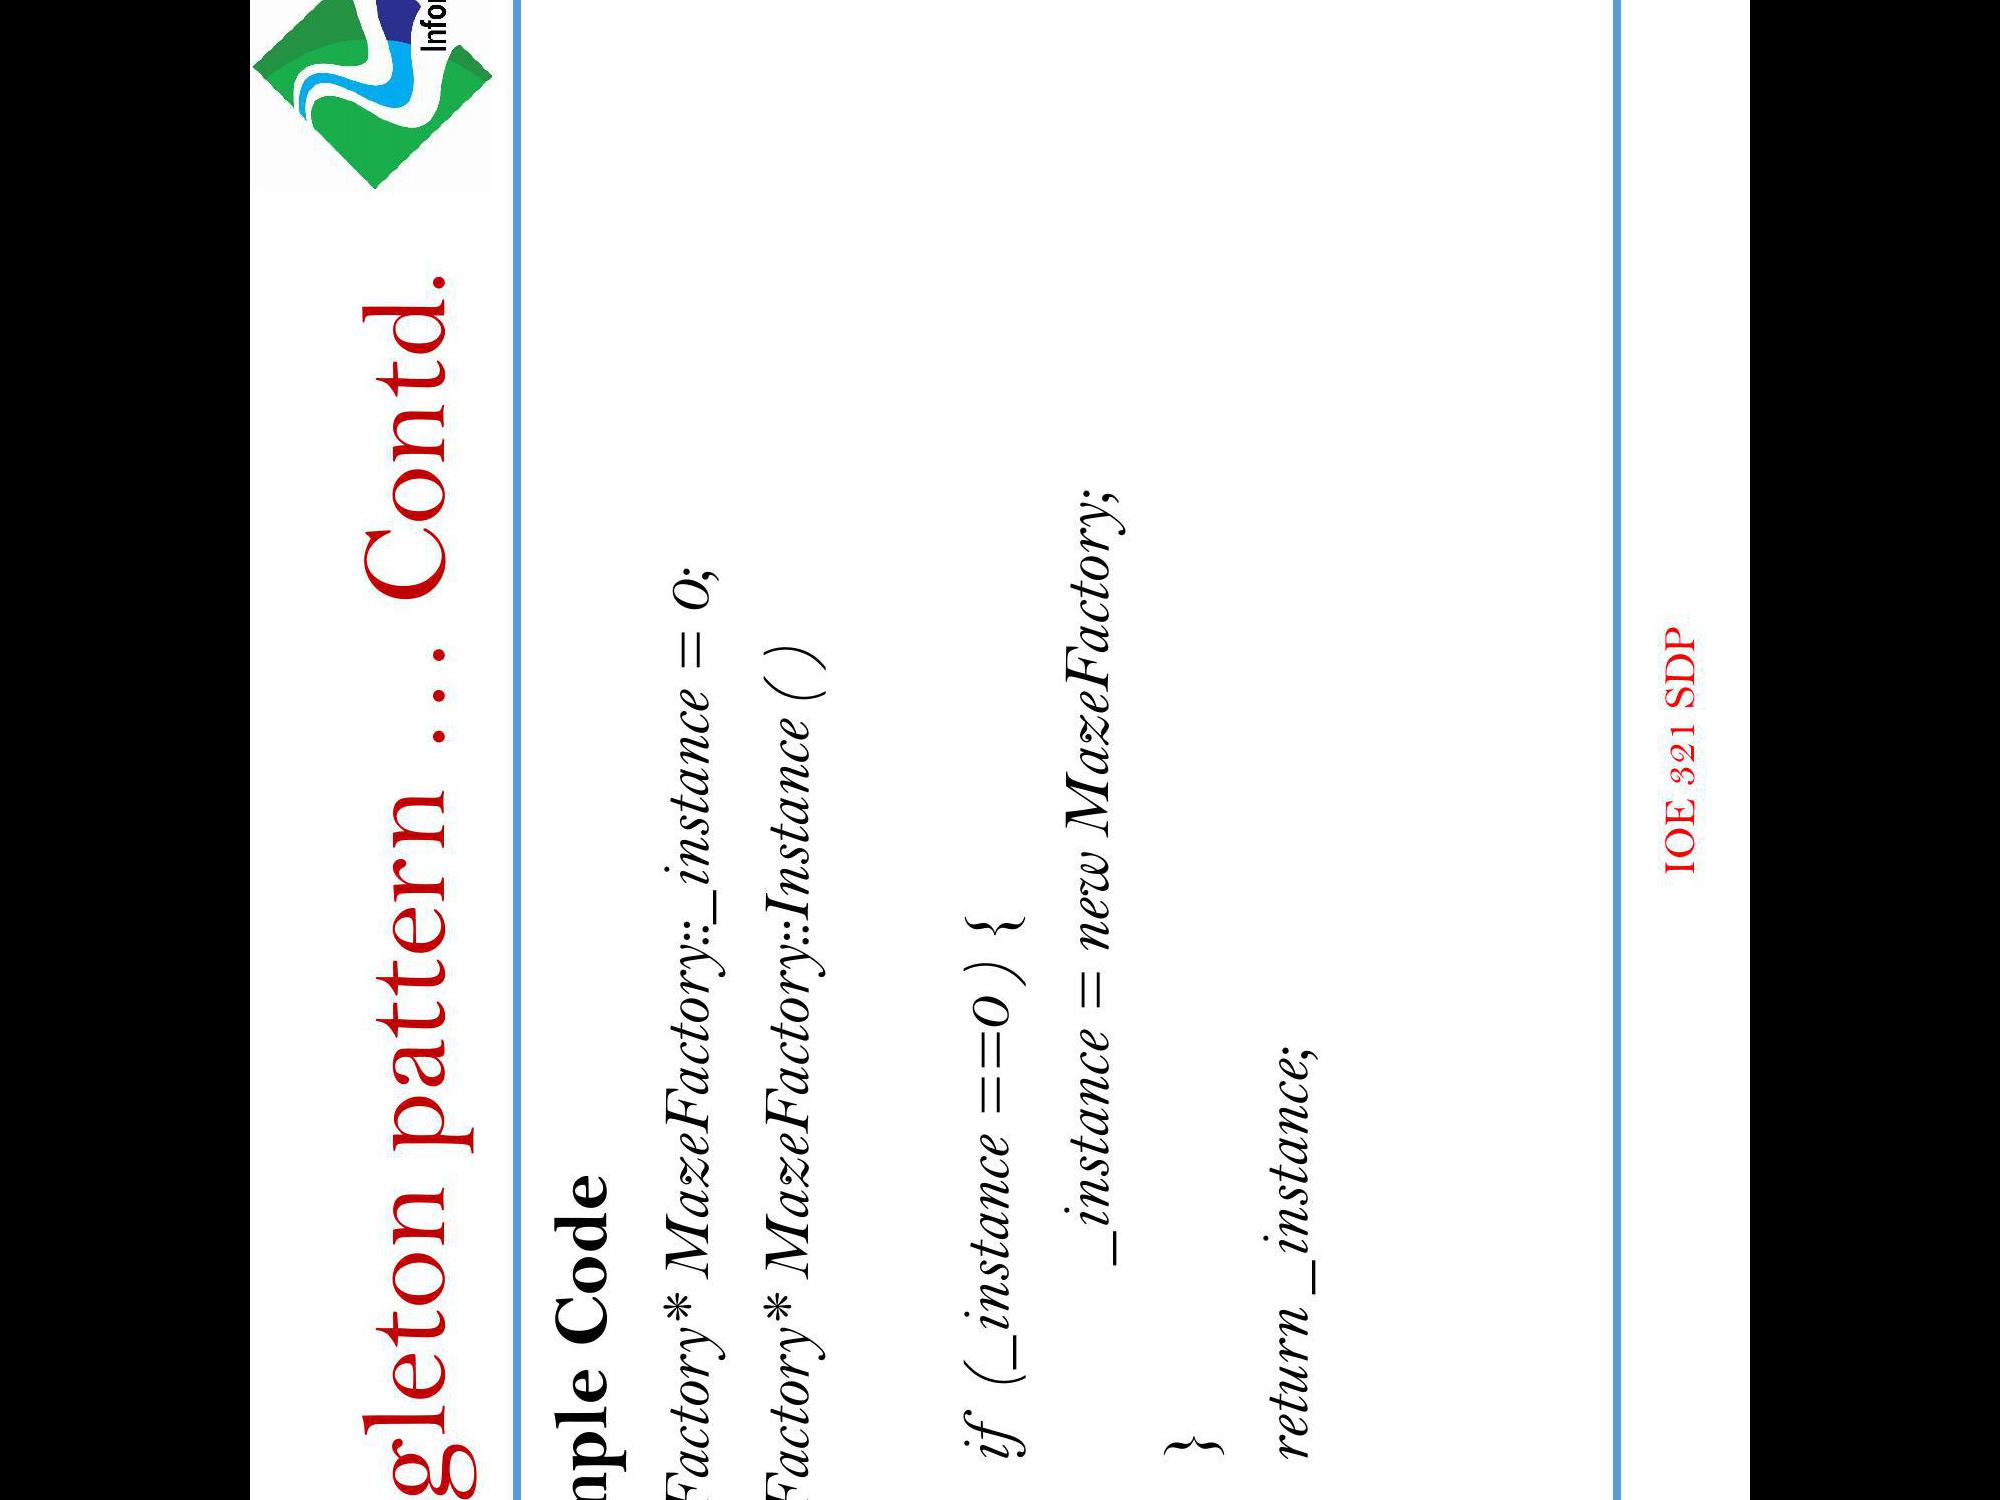 gleton pattern … Contd.
Infor
mple Code
Factory* MazeFactory::_instance = 0;
Factory* MazeFactory::Instance ( )
if (_instance ==0 ) {
_instance = new MazeFactory;
}
return _instance;
IOE 321 SDP